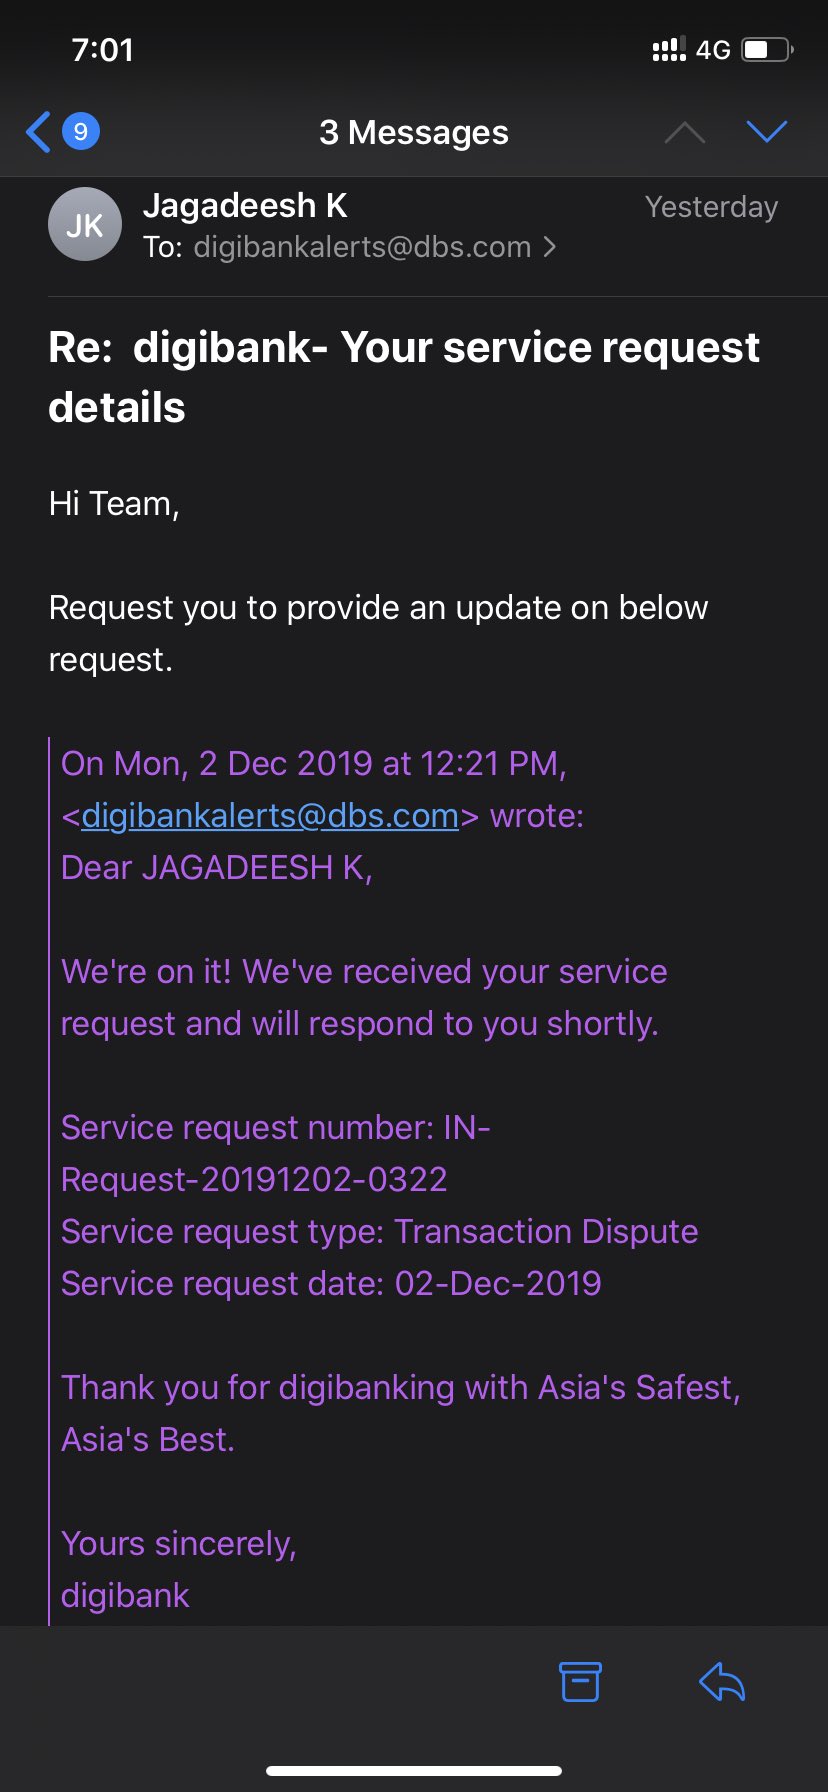 7:01
4G
9
3 Messages
JK
Jagadeesh K
Yesterday
To: digibankalerts@dbs.com
Re:  digibank- Your service request
details
Hi Team,
Request you to provide an update on below
request.
On Mon, 2 Dec 2019 at 12:21 PM,
<digibankalerts@dbs.com> wrote:
Dear JAGADEESH K,
We're on it! We've received your service
request and will respond to you shortly.
Service request number: IN-
Request-20191202-0322
Service request type: Transaction Dispute
Service request date: 02-Dec-2019
Thank you for digibanking with Asia's Safest,
Asia's Best.
Yours sincerely,
digibank